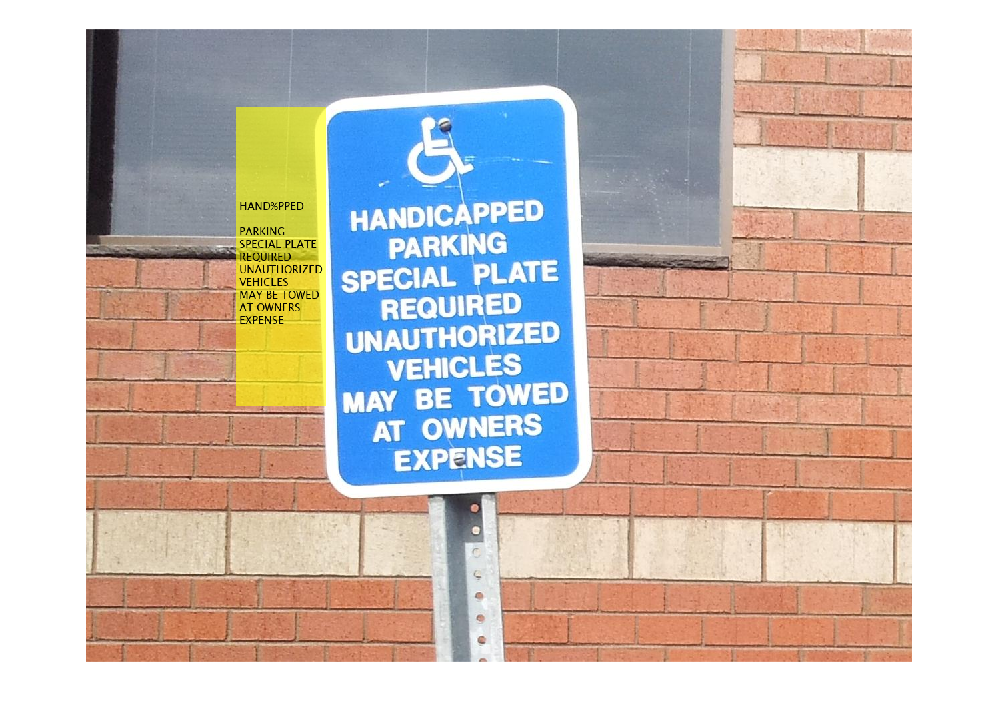 HAND%PPED
PARKING
SPECIAL PLATE
REQUIRED
UNAUTHORIZED
VEHICLES
MAY BE TOWED
AT OWNERS
EXPENSE
HANDICAPPED
PARKING
SPECIAL PLATE
REQUIRED
UNAUTHORIZED
VEHICLES
MAY BE TOWED
AT OWNERS
EXPENSE